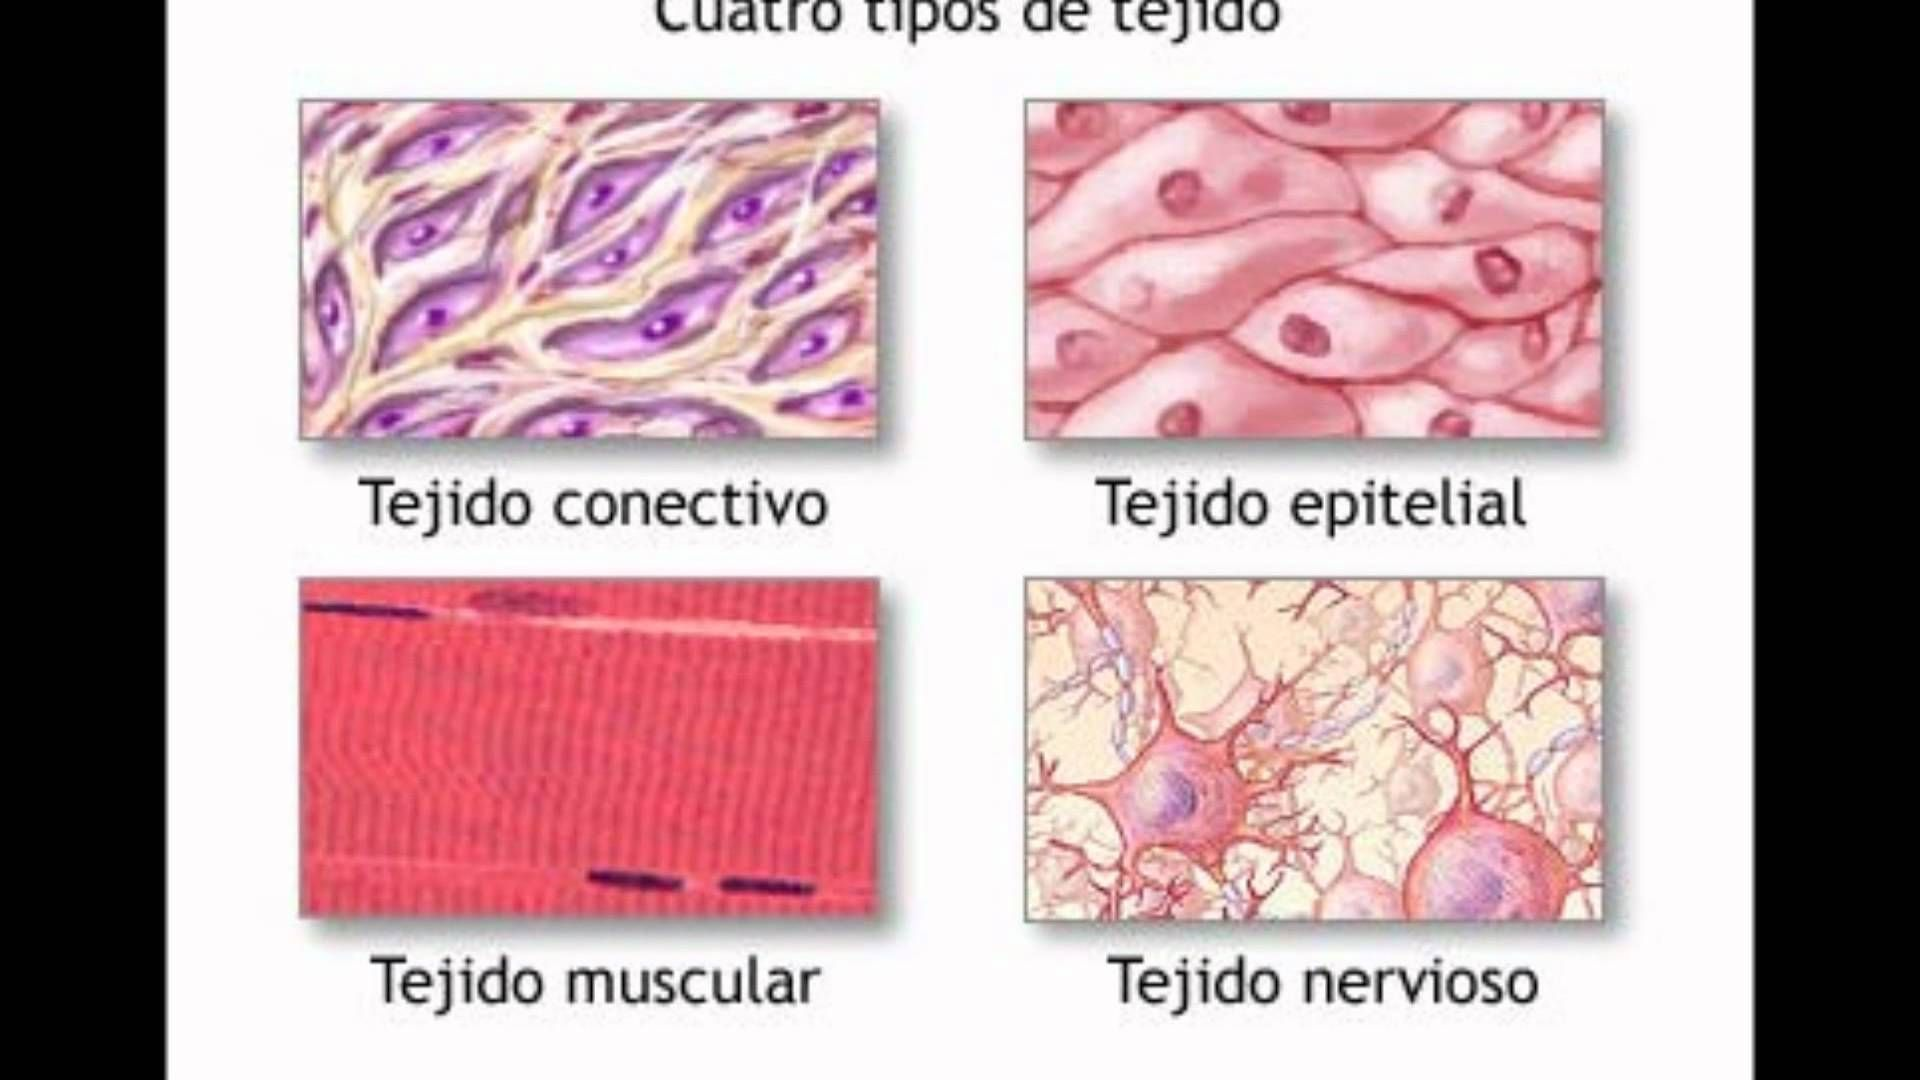 Cuatro tipos de tejido
Tejido conectivo
Tejido epitelial
Tejido muscular
Tejido nervioso